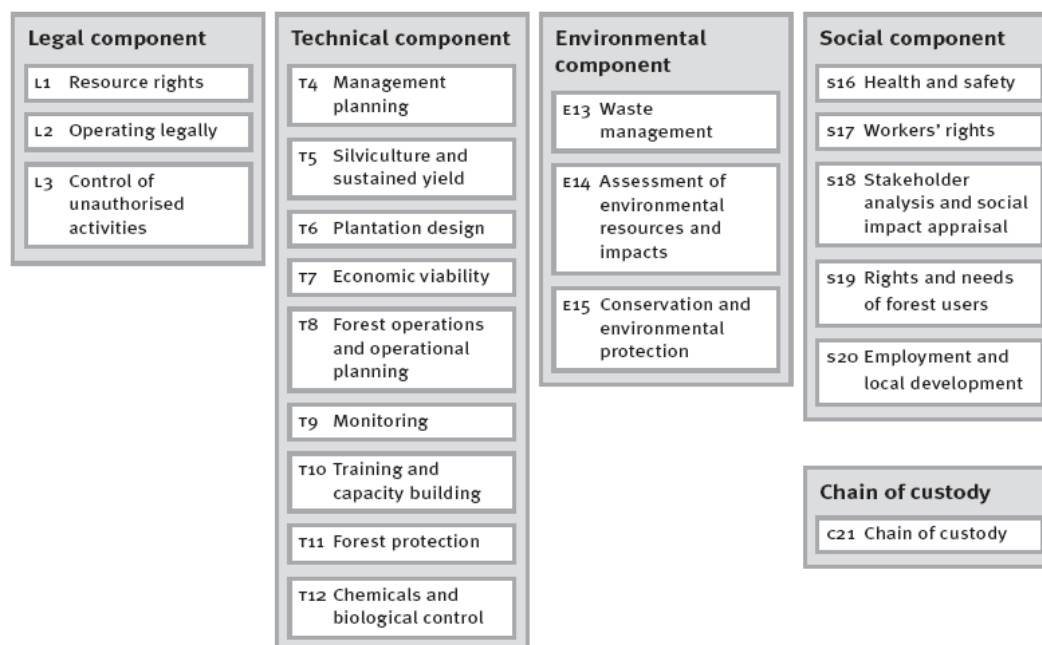 Legal component
L1 Resource rights
L2 Operating legally
L3 Control of
unauthorised
activities
Technical component
T4 Management
planning
T5 Silviculture and
sustained yield
T6 Plantation design
T7 Economic viability
T8 Forest operations
and operational
planning
T9 Monitoring
T10 Training and
capacity building
T11 Forest protection
T12 Chemicals and
biological control
Environmental
component
E13 Waste
management
E14 Assessment of
environmental
resources and
impacts
E15 Conservation and
environmental
protection
Social component
S16 Health and safety
S17 Workers’ rights
S18 Stakeholder
analysis and social
impact appraisal
S19 Rights and needs
of forest users
S20 Employment and
local development
Chain of custody
C21 Chain of custody